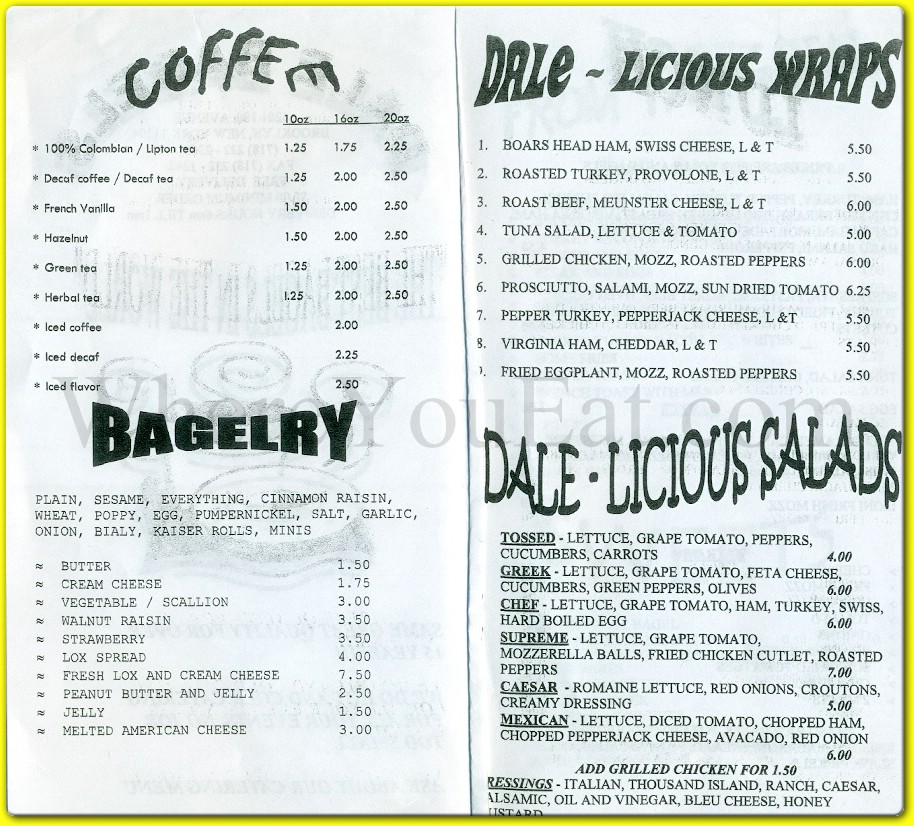 COFFEE
10oz 16oz 20oz
* 100% Colombian / Lipton tea 1.25 1.75 2.25
* Decaf coffee / Decaf tea 1.25 2.00 2.50
* French Vanilla 1.50 2.00 2.50
* Hazelnut 1.50 2.00 2.50
* Green tea 1.25 2.00 2.50
* Herbal tea 1.25 2.00 2.50
* Iced coffee 2.00
* Iced decaf 2.25
* Iced flavor 2.50
BAGELRY
PLAIN, SESAME, EVERYTHING, CINNAMON RAISIN,
WHEAT, POPPY, EGG, PUMPERNICKEL, SALT, GARLIC,
ONION, BIALY, KAISER ROLLS, MINIS
≈ BUTTER 1.50
≈ CREAM CHEESE 1.75
≈ VEGETABLE / SCALLION 3.00
≈ WALNUT RAISIN 3.50
≈ STRAWBERRY 3.50
≈ LOX SPREAD 4.00
≈ FRESH LOX AND CREAM CHEESE 7.50
≈ PEANUT BUTTER AND JELLY 2.50
≈ JELLY 1.50
≈ MELTED AMERICAN CHEESE 3.00
DALE - LICIOUS WRAPS
1. BOARS HEAD HAM, SWISS CHEESE, L & T 5.50
2. ROASTED TURKEY, PROVOLONE, L & T 5.50
3. ROAST BEEF, MEUNSTER CHEESE, L & T 6.00
4. TUNA SALAD, LETTUCE & TOMATO 5.00
5. GRILLED CHICKEN, MOZZ, ROASTED PEPPERS 6.00
6. PROSCIUTTO, SALAMI, MOZZ, SUN DRIED TOMATO 6.25
7. PEPPER TURKEY, PEPPERJACK CHEESE, L & T 5.50
8. VIRGINIA HAM, CHEDDAR, L & T 5.50
9. FRIED EGGPLANT, MOZZ, ROASTED PEPPERS 5.50
WhereYouEat.com
DALE - LICIOUS SALADS
TOSSED - LETTUCE, GRAPE TOMATO, PEPPERS,
CUCUMBERS, CARROTS 4.00
GREEK - LETTUCE, GRAPE TOMATO, FETA CHEESE,
CUCUMBERS, GREEN PEPPERS, OLIVES 6.00
CHEF - LETTUCE, GRAPE TOMATO, HAM, TURKEY, SWISS,
HARD BOILED EGG 6.00
SUPREME - LETTUCE, GRAPE TOMATO,
MOZZERELLA BALLS, FRIED CHICKEN CUTLET, ROASTED
PEPPERS 7.00
CAESAR - ROMAINE LETTUCE, RED ONIONS, CROUTONS,
CREAMY DRESSING 5.00
MEXICAN - LETTUCE, DICED TOMATO, CHOPPED HAM,
CHOPPED PEPPERJACK CHEESE, AVACADO, RED ONION
6.00
ADD GRILLED CHICKEN FOR 1.50
RESSINGS - ITALIAN, THOUSAND ISLAND, RANCH, CAESAR,
ALSAMIC, OIL AND VINEGAR, BLEU CHEESE, HONEY
USTARD